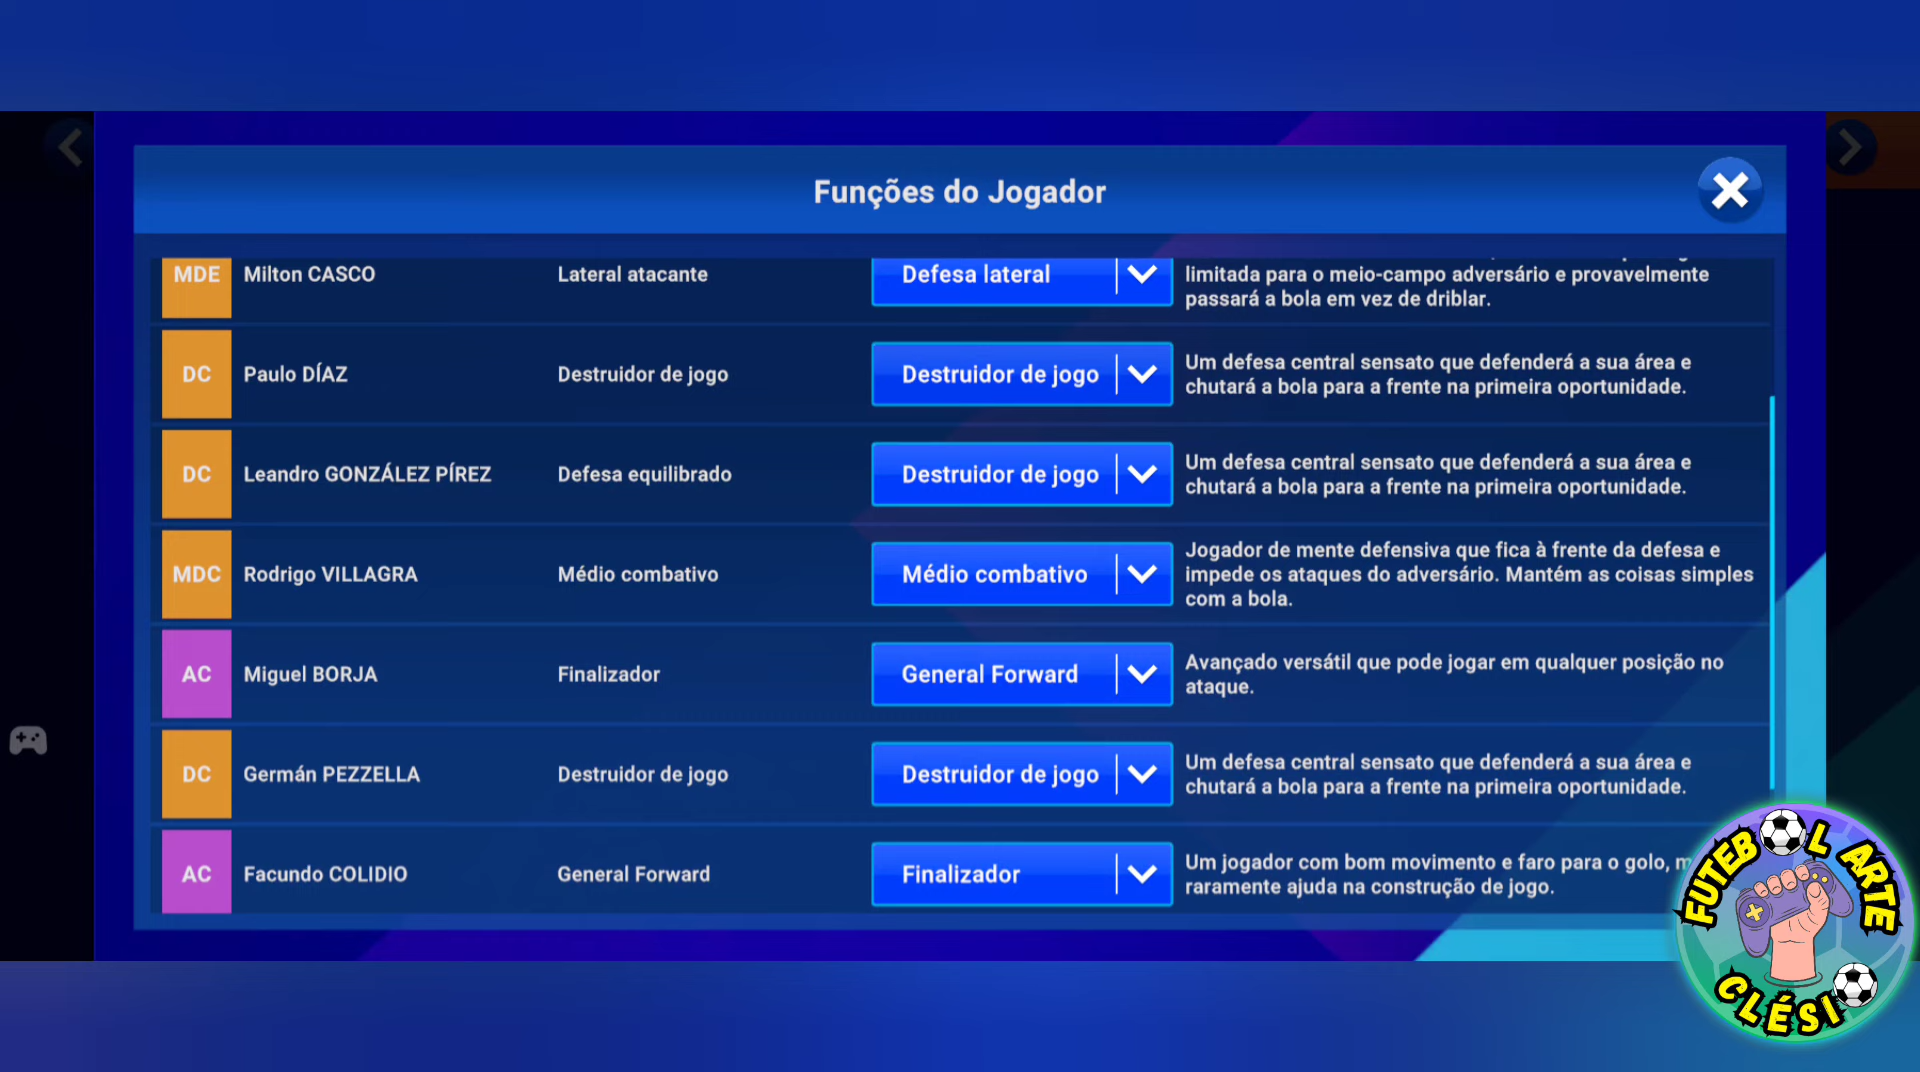 Funções do Jogador
MDE Milton CASCO Lateral atacante Defesa lateral
limitada para o meio-campo adversário e provavelmente
passará a bola em vez de driblar.
DC Paulo DÍAZ Destruidor de jogo Destruidor de jogo
Um defesa central sensato que defenderá a sua área e
chutará a bola para a frente na primeira oportunidade.
DC Leandro GONZÁLEZ PÍREZ Defesa equilibrado Destruidor de jogo
Um defesa central sensato que defenderá a sua área e
chutará a bola para a frente na primeira oportunidade.
MDC Rodrigo VILLAGRA Médio combativo Médio combativo
Jogador de mente defensiva que fica à frente da defesa e
impede os ataques do adversário. Mantém as coisas simples
com a bola.
AC Miguel BORJA Finalizador General Forward
Avançado versátil que pode jogar em qualquer posição no
ataque.
DC Germán PEZZELLA Destruidor de jogo Destruidor de jogo
Um defesa central sensato que defenderá a sua área e
chutará a bola para a frente na primeira oportunidade.
AC Facundo COLIDIO General Forward Finalizador
Um jogador com bom movimento e faro para o golo,
raramente ajuda na construção de jogo.
FUTEBOL ARTE
CLÉSIO